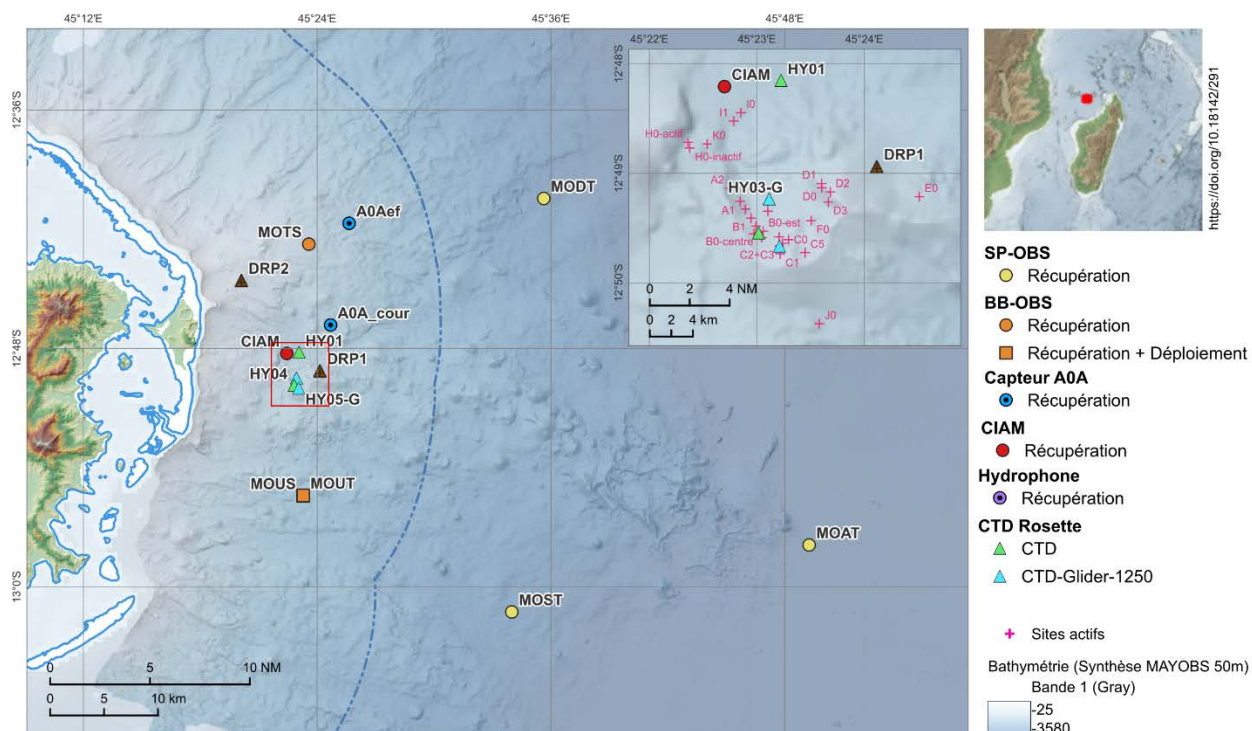 45°12'E
45°24'E
45°36'E
45°48'E
12°36'S
12°48'S
13°0'S
MODT
A0Aef
MOTS
DRP2
A0A_cour
CIAM
HY01
DRP1
HY04
HY05-G
MOUS
MOUT
MOAT
MOST
0 5 10 NM
0 5 10 km
45°22'E
45°23'E
45°24'E
12°48'S
12°49'S
12°50'S
CIAM
HY01
I0
I1
H0-actif
K0
H0-inactif
DRP1
A2
HY03-G
D1
D2
D0
E0
D3
A1
B1
B0-est
F0
B0-centre
C0
C5
C2+C3
C1
J0
0 2 4 NM
0 2 4 km
https://doi.org/10.18142/291
SP-OBS
Récupération
BB-OBS
Récupération
Récupération + Déploiement
Capteur A0A
Récupération
CIAM
Récupération
Hydrophone
Récupération
CTD Rosette
CTD
CTD-Glider-1250
Sites actifs
Bathymétrie (Synthèse MAYOBS 50m)
Bande 1 (Gray)
-25
-3580